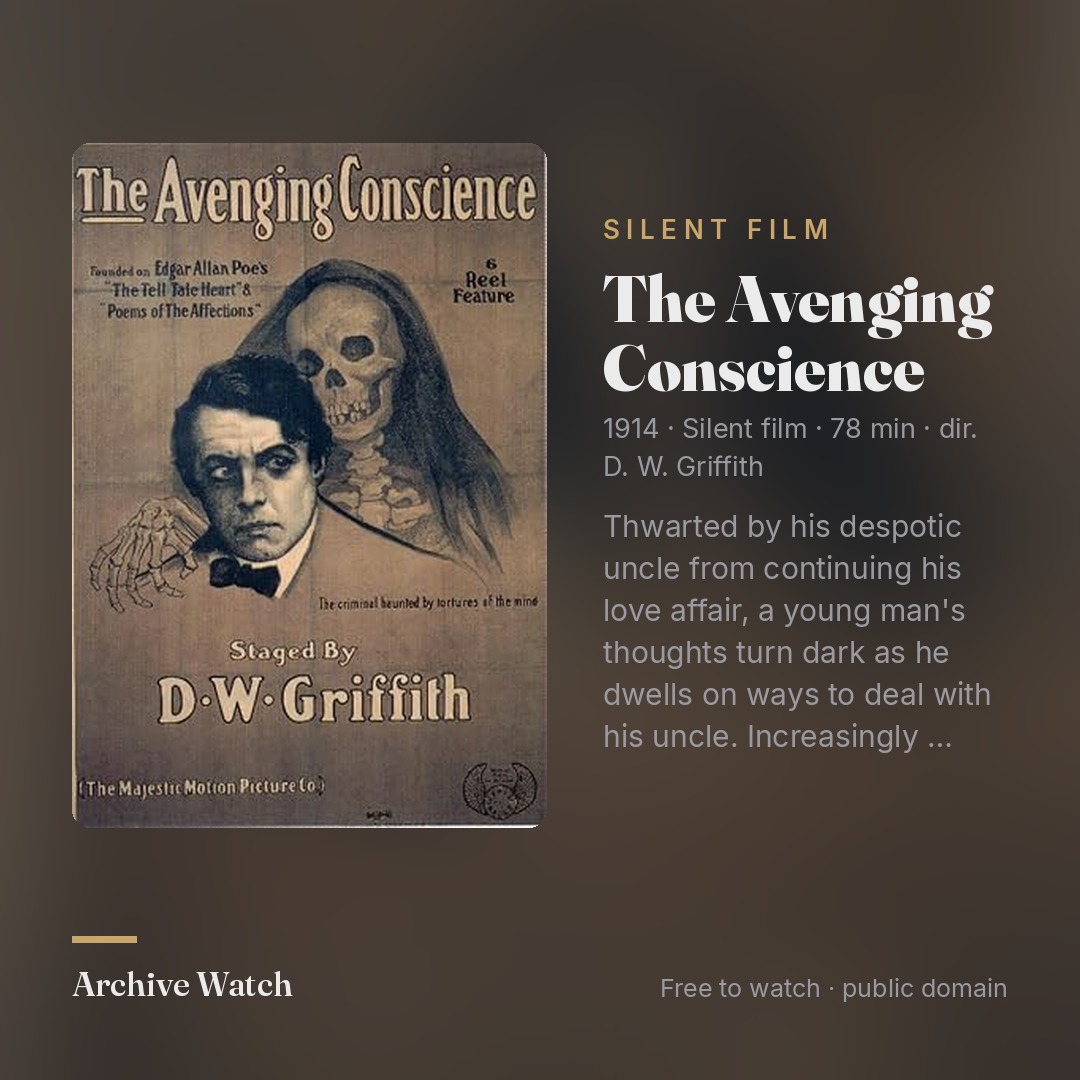 The Avenging Conscience
Founded on Edgar Allan Poe's
"The Tell Tale Heart" &
"Poems of The Affections"
6
Reel
Feature
The criminal haunted by tortures of the mind
Staged By
D·W·Griffith
(The Majestic Motion Picture Co)
SILENT FILM
The Avenging
Conscience
1914 · Silent film · 78 min · dir.
D. W. Griffith
Thwarted by his despotic
uncle from continuing his
love affair, a young man's
thoughts turn dark as he
dwells on ways to deal with
his uncle. Increasingly ...
Archive Watch
Free to watch · public domain